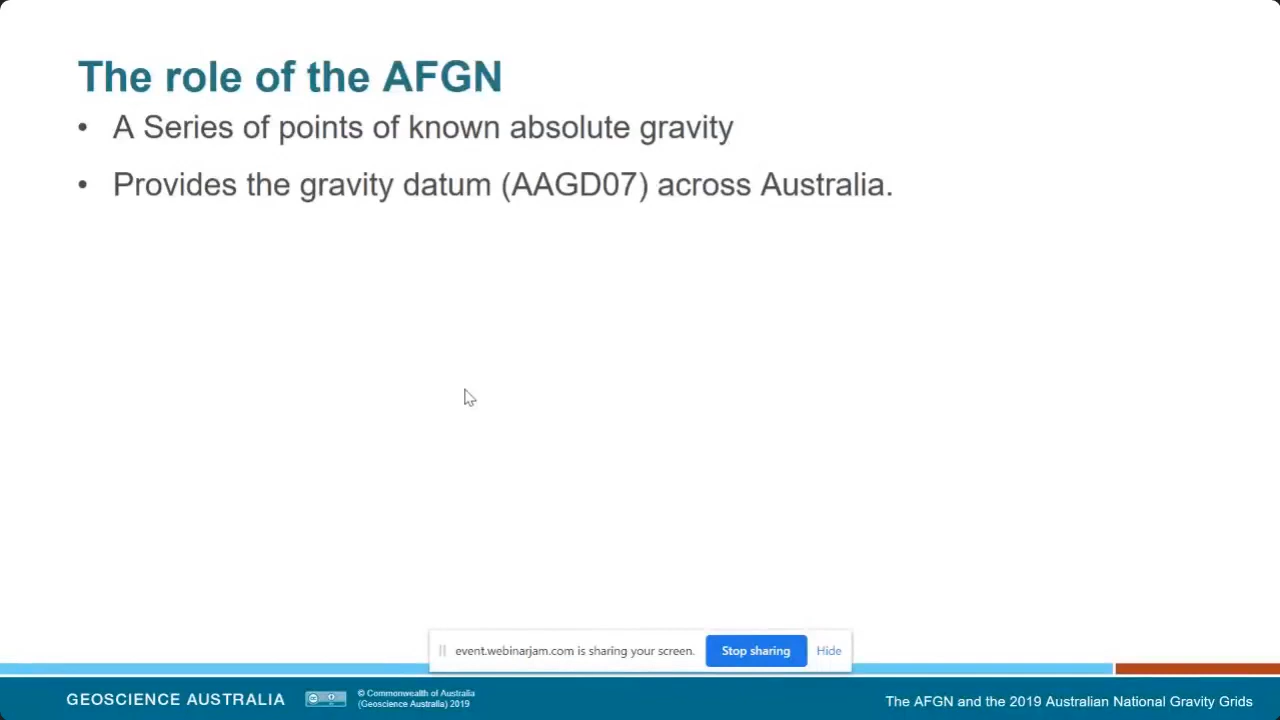 The role of the AFGN
• A Series of points of known absolute gravity
• Provides the gravity datum (AAGD07) across Australia.
event.webinarjam.com is sharing your screen. Stop sharing Hide
GEOSCIENCE AUSTRALIA
© Commonwealth of Australia
(Geoscience Australia) 2019
The AFGN and the 2019 Australian National Gravity Grids